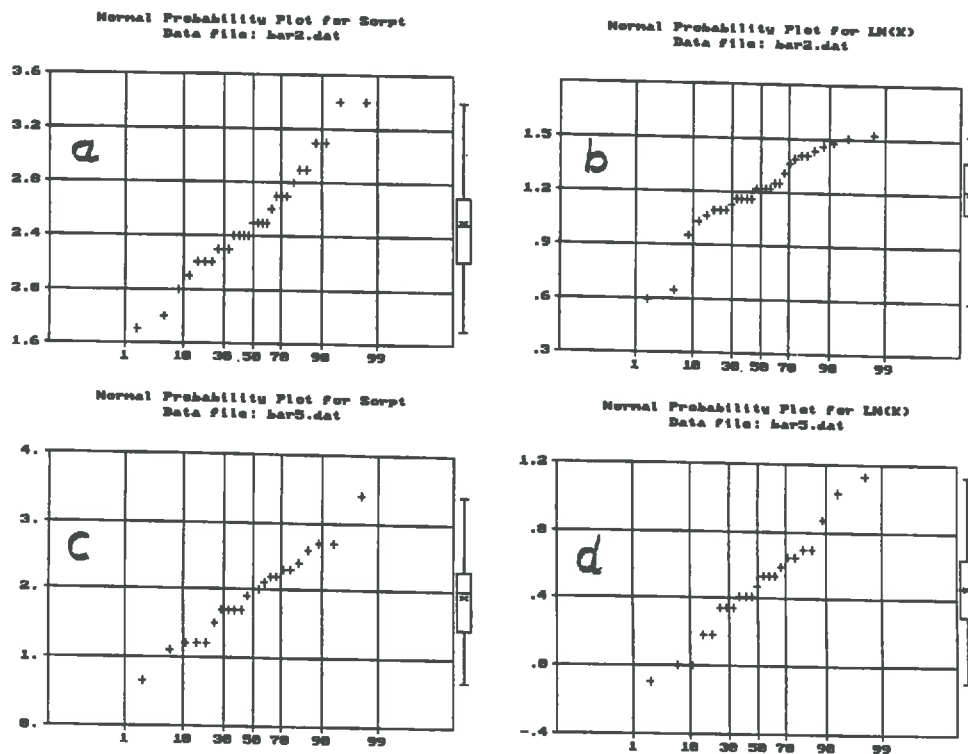 Normal Probability Plot for Sorpt
Data file: bar2.dat
3.6
3.2
2.8
2.4
2.0
1.6
a
1 10 30 50 70 90 99
Normal Probability Plot for LN(K)
Data file: bar2.dat
1.5
1.2
.9
.6
.3
b
1 10 30 50 70 90 99
Normal Probability Plot for Sorpt
Data file: bar5.dat
4.
3.
2.
1.
0.
c
1 10 30 50 70 90 99
Normal Probability Plot for LN(K)
Data file: bar5.dat
1.2
.8
.4
.0
-.4
d
1 10 30 50 70 90 99